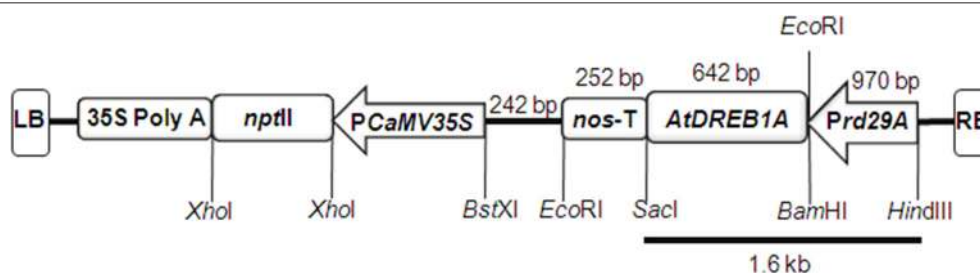 EcoRI
252 bp 642 bp 970 bp
242 bp
LB 35S Poly A nptII PCaMV35S nos-T AtDREB1A Prd29A
XhoI XhoI BstXI EcoRI SacI BamHI HindIII
1.6 kb